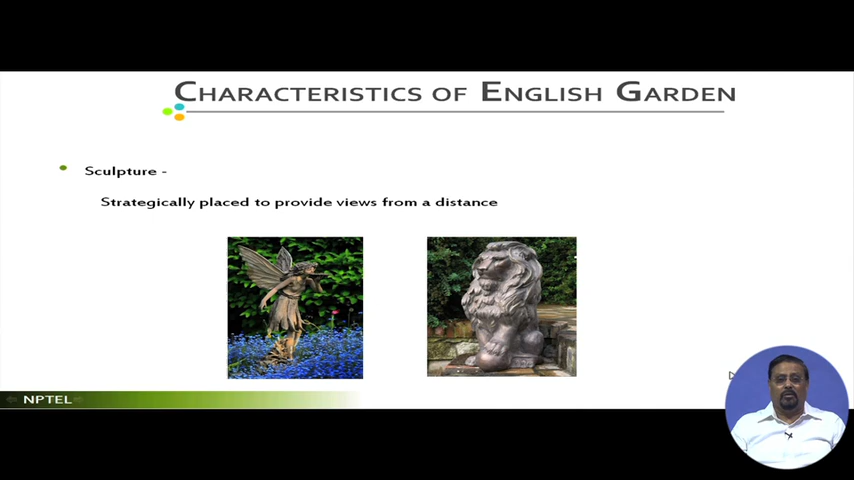 CHARACTERISTICS OF ENGLISH GARDEN
Sculpture -
Strategically placed to provide views from a distance
NPTEL